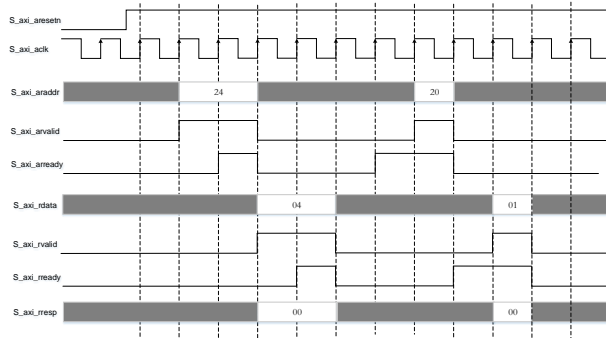 S_axi_aresetn
S_axi_aclk
S_axi_araddr 24 20
S_axi_arvalid
S_axi_arready
S_axi_rdata 04 01
S_axi_rvalid
S_axi_rready
S_axi_rresp 00 00